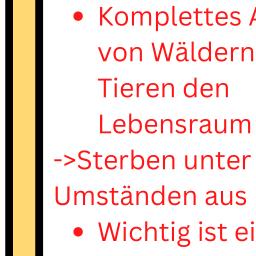 • Komplettes A
von Wäldern
Tieren den
Lebensraum
->Sterben unter
Umständen aus
• Wichtig ist ei